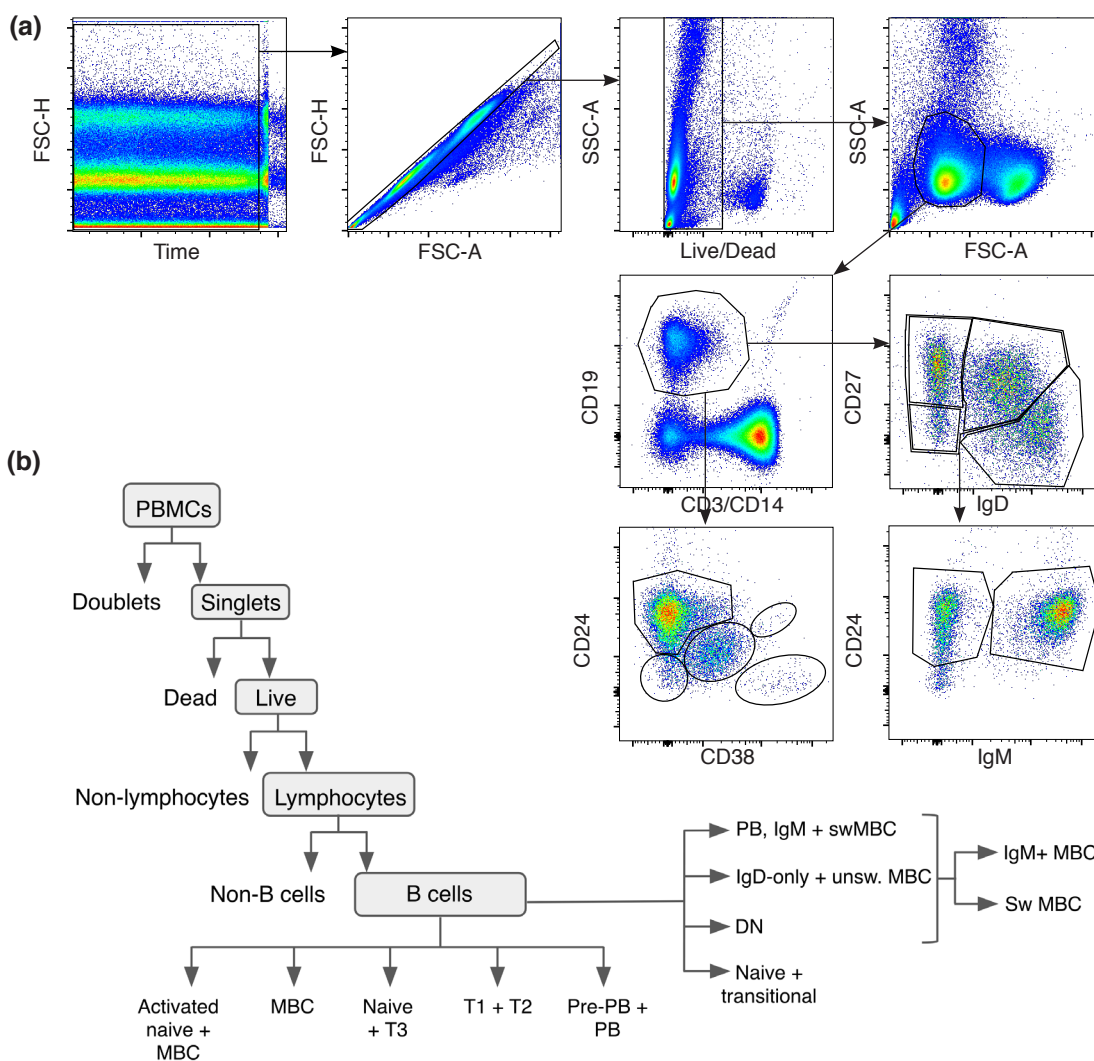 (a)
FSC-H
Time
FSC-H
FSC-A
SSC-A
Live/Dead
SSC-A
FSC-A
CD19
CD3/CD14
CD27
IgD
CD24
CD38
CD24
IgM
(b)
PBMCs
Doublets
Singlets
Dead
Live
Non-lymphocytes
Lymphocytes
Non-B cells
B cells
Activated
naive +
MBC
MBC
Naive
+ T3
T1 + T2
Pre-PB +
PB
PB, IgM + swMBC
IgD-only + unsw. MBC
DN
Naive +
transitional
IgM+ MBC
Sw MBC